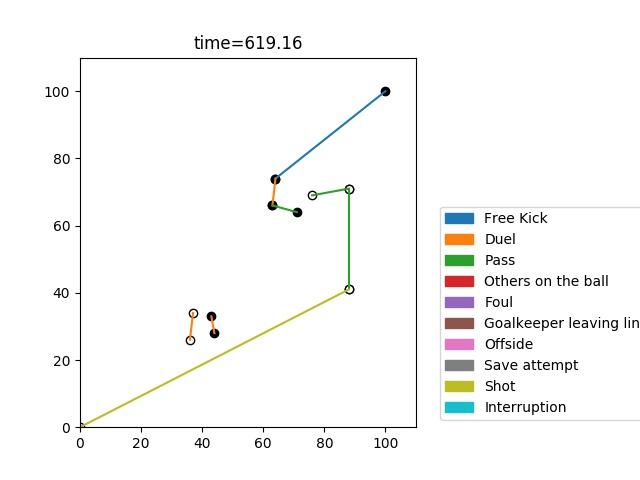 time=619.16
100
80
60
40
20
0
0 20 40 60 80 100
Free Kick
Duel
Pass
Others on the ball
Foul
Goalkeeper leaving lin
Offside
Save attempt
Shot
Interruption